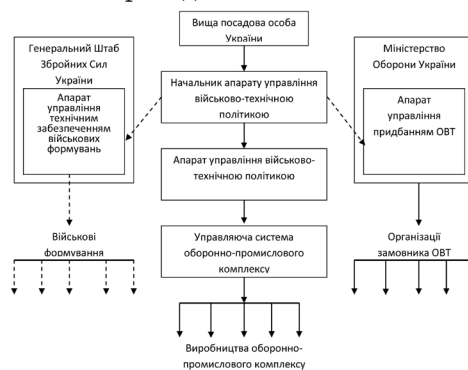 Вища посадова особа
України
Генеральний Штаб
Збройних Сил
України
Апарат
управління
технічним
забезпеченням
військових
формувань
Начальник апарату управління
військово-технічною
політикою
Міністерство
Оборони України
Апарат
управління
придбанням ОВТ
Апарат управління військово-
технічною політикою
Військові
формування
Управляюча система
оборонно-промислового
комплексу
Організації
замовника ОВТ
Виробництва оборонно-
промислового комплексу